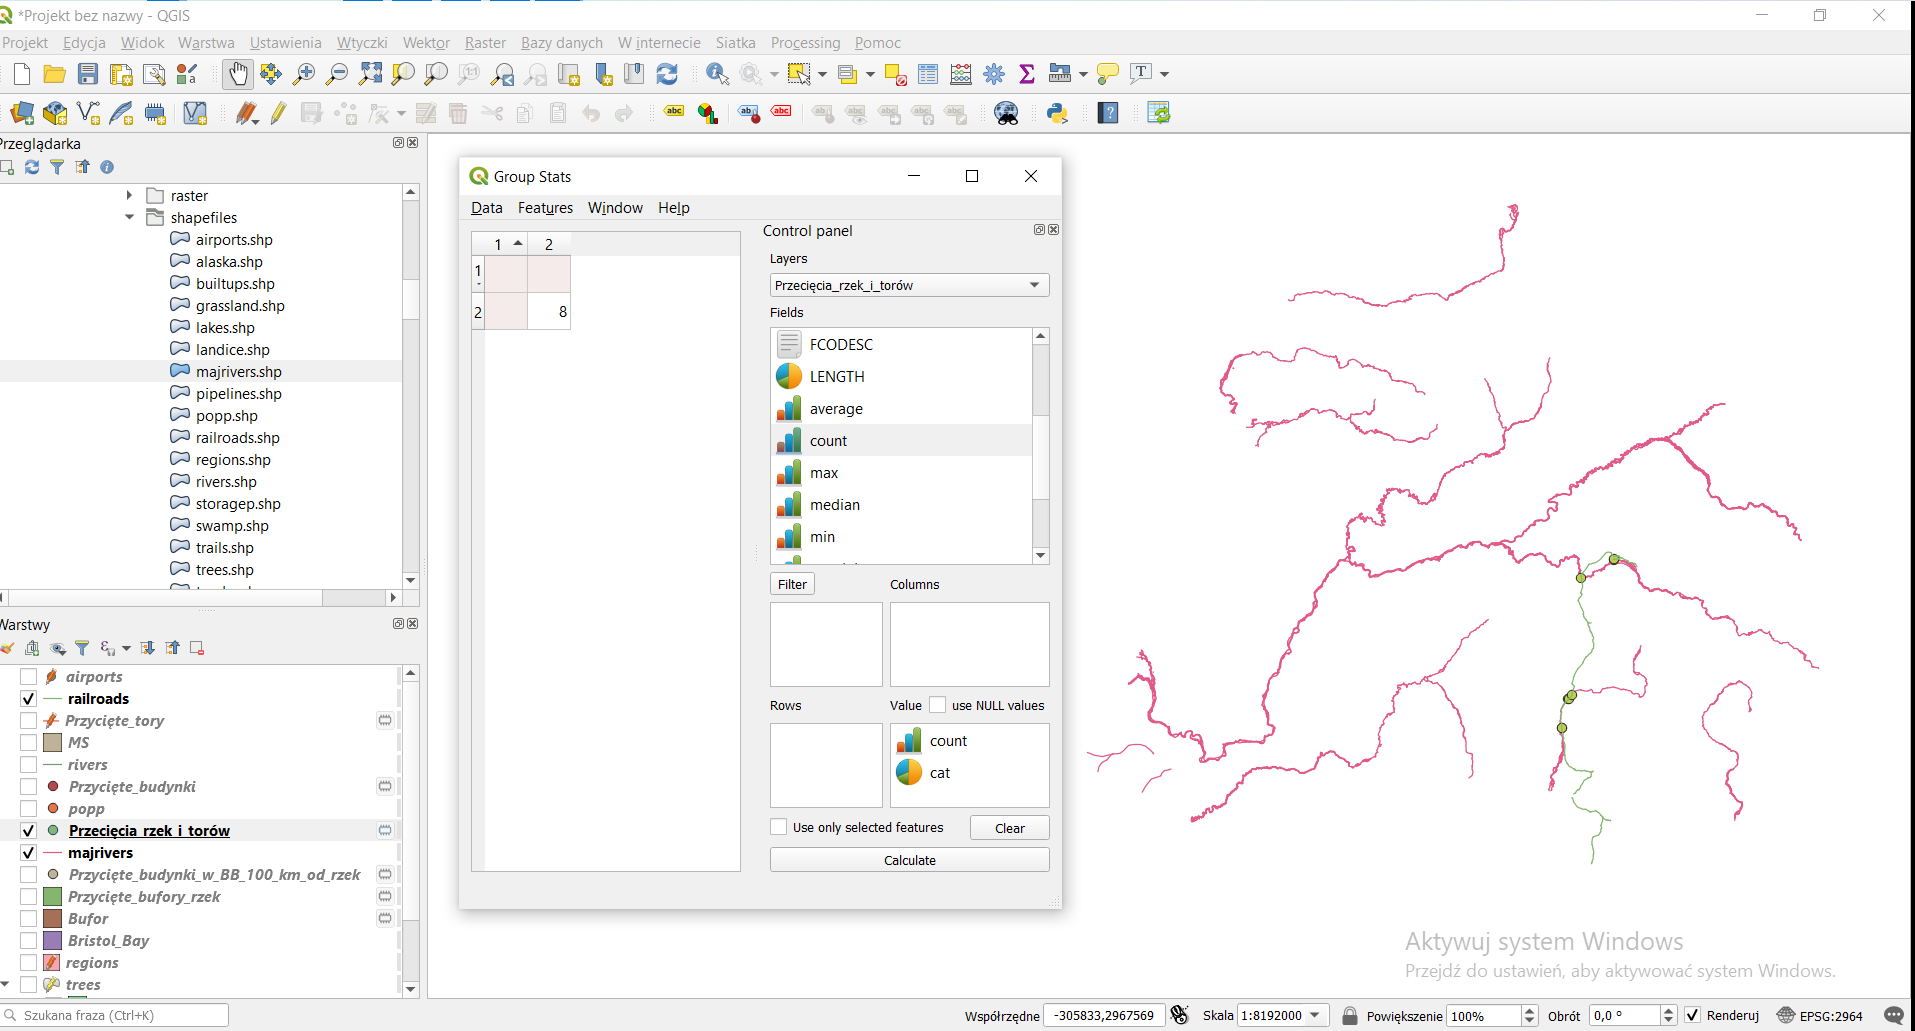 *Projekt bez nazwy - QGIS
Projekt Edycja Widok Warstwa Ustawienia Wtyczki Wektor Raster Bazy danych W internecie Siatka Processing Pomoc
Przeglądarka
raster
shapefiles
airports.shp
alaska.shp
builtups.shp
grassland.shp
lakes.shp
landice.shp
majrivers.shp
pipelines.shp
popp.shp
railroads.shp
regions.shp
rivers.shp
storagep.shp
swamp.shp
trails.shp
trees.shp
Warstwy
airports
railroads
Przycięte_tory
MS
rivers
Przycięte_budynki
popp
Przecięcia_rzek_i_torów
majrivers
Przycięte_budynki_w_BB_100_km_od_rzek
Przycięte_bufory_rzek
Bufor
Bristol_Bay
regions
trees
Group Stats
Data Features Window Help
1 2
1
2 8
Control panel
Layers
Przecięcia_rzek_i_torów
Fields
FCODESC
LENGTH
average
count
max
median
min
Filter Columns
Rows Value use NULL values
count
cat
Use only selected features Clear
Calculate
Aktywuj system Windows
Przejdź do ustawień, aby aktywować system Windows.
Szukana fraza (Ctrl+K) Współrzędne -305833,2967569 Skala 1:8192000 Powiększenie 100% Obrót 0,0 ° Renderuj EPSG:2964